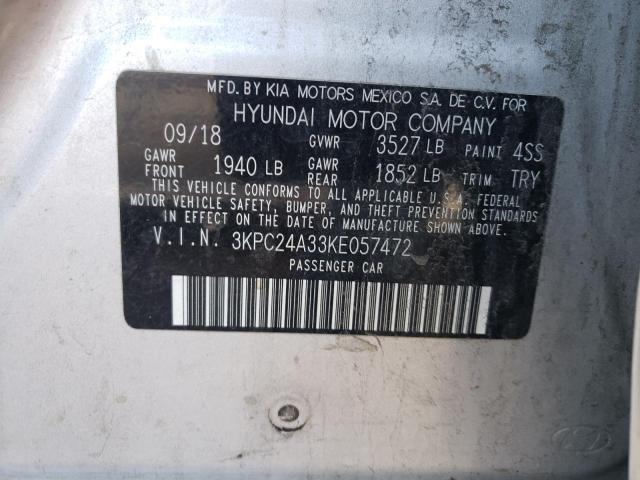 MFD. BY KIA MOTORS MEXICO S.A. DE C.V. FOR
HYUNDAI MOTOR COMPANY
09/18 GVWR 3527 LB PAINT 4SS
GAWR FRONT 1940 LB GAWR REAR 1852 LB TRIM TRY
THIS VEHICLE CONFORMS TO ALL APPLICABLE U.S.A. FEDERAL
MOTOR VEHICLE SAFETY, BUMPER, AND THEFT PREVENTION STANDARDS
IN EFFECT ON THE DATE OF MANUFACTURE SHOWN ABOVE.
V.I.N. 3KPC24A33KE057472
PASSENGER CAR